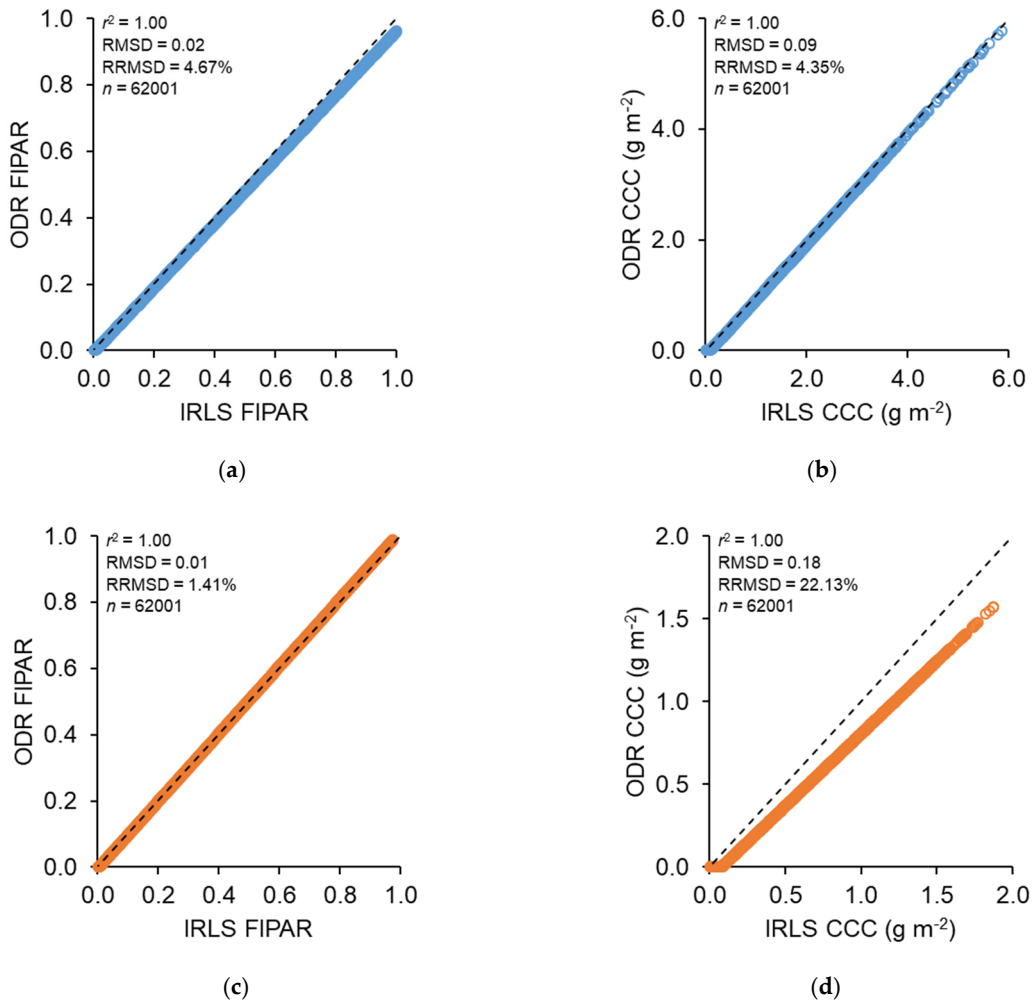 r² = 1.00
RMSD = 0.02
RRMSD = 4.67%
n = 62001
ODR FIPAR
1.0
0.8
0.6
0.4
0.2
0.0
0.0 0.2 0.4 0.6 0.8 1.0
IRLS FIPAR
(a)
r² = 1.00
RMSD = 0.09
RRMSD = 4.35%
n = 62001
ODR CCC (g m⁻²)
6.0
4.0
2.0
0.0
0.0 2.0 4.0 6.0
IRLS CCC (g m⁻²)
(b)
r² = 1.00
RMSD = 0.01
RRMSD = 1.41%
n = 62001
ODR FIPAR
1.0
0.8
0.6
0.4
0.2
0.0
0.0 0.2 0.4 0.6 0.8 1.0
IRLS FIPAR
(c)
r² = 1.00
RMSD = 0.18
RRMSD = 22.13%
n = 62001
ODR CCC (g m⁻²)
2.0
1.5
1.0
0.5
0.0
0.0 0.5 1.0 1.5 2.0
IRLS CCC (g m⁻²)
(d)